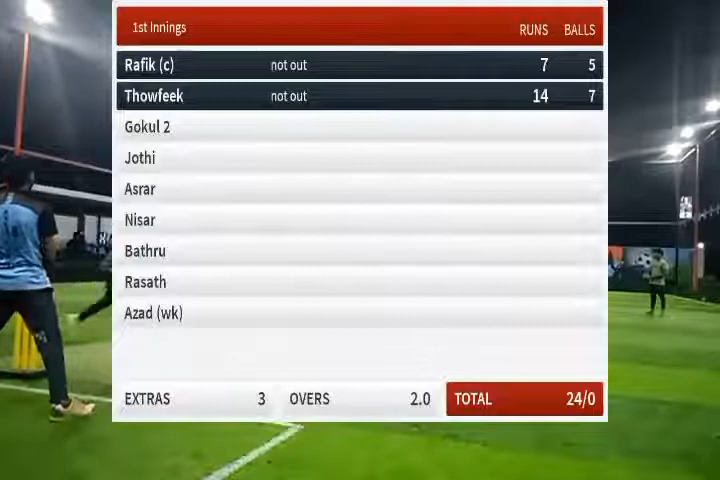 1st Innings RUNS BALLS
Rafik (c) not out 7 5
Thowfeek not out 14 7
Gokul 2
Jothi
Asrar
Nisar
Bathru
Rasath
Azad (wk)
EXTRAS 3 OVERS 2.0 TOTAL 24/0